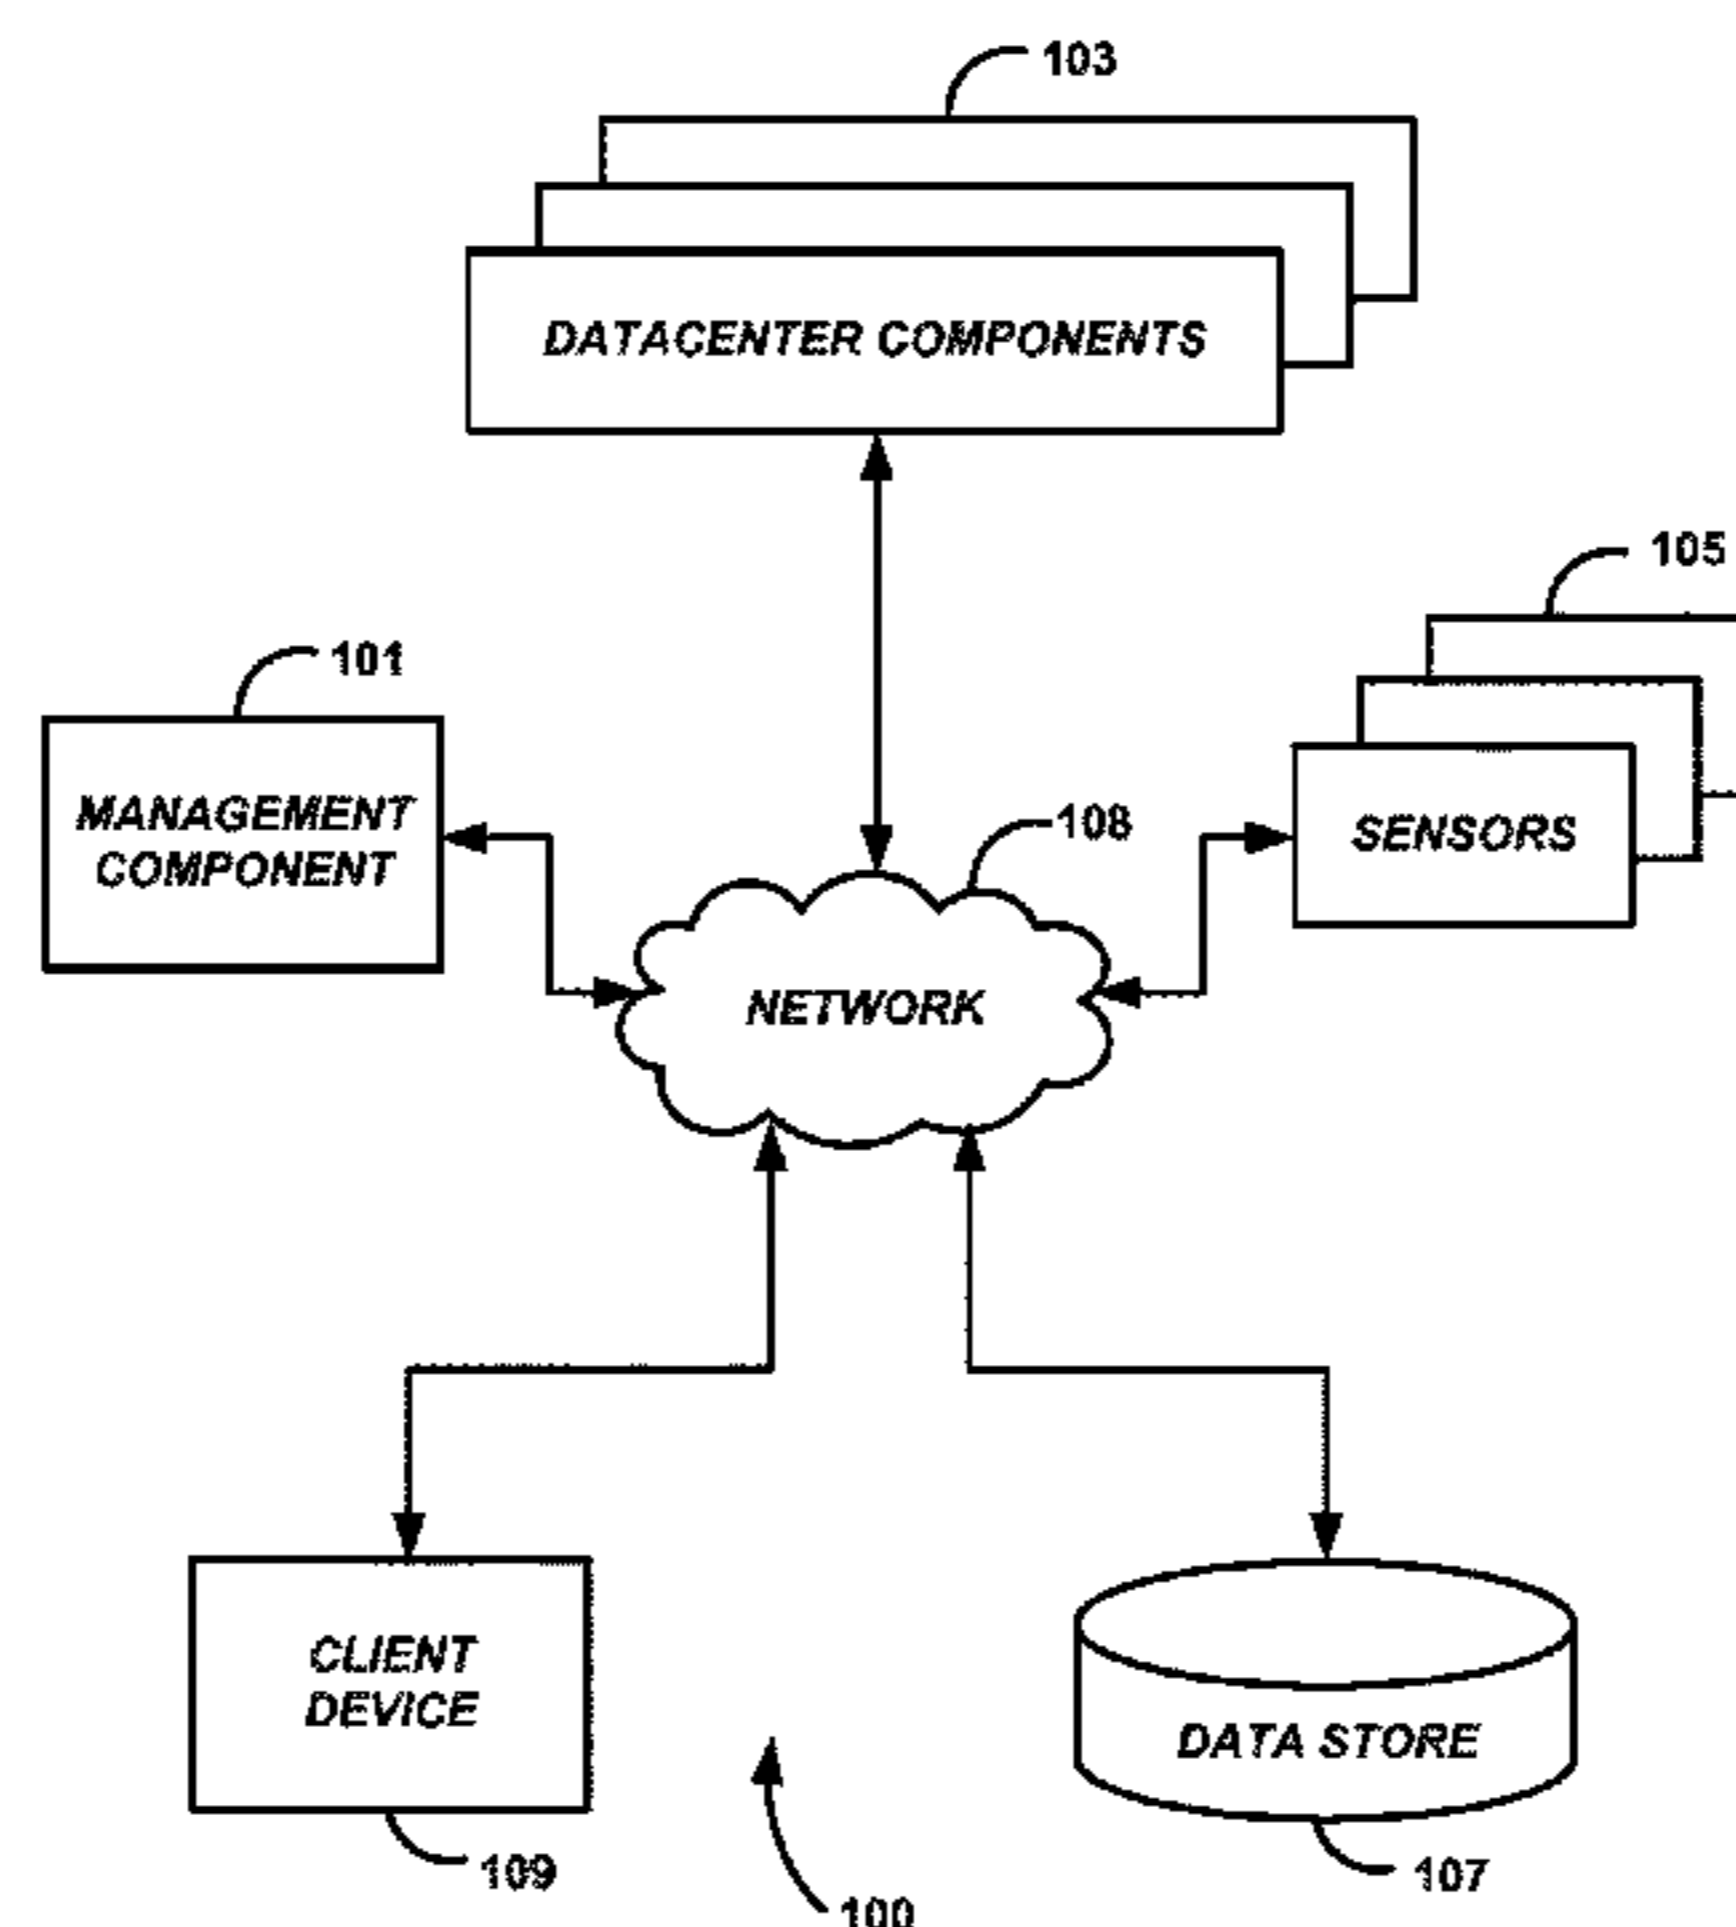 103
DATACENTER COMPONENTS
105
101
MANAGEMENT
COMPONENT
108
SENSORS
NETWORK
CLIENT
DEVICE
DATA STORE
109
107
100